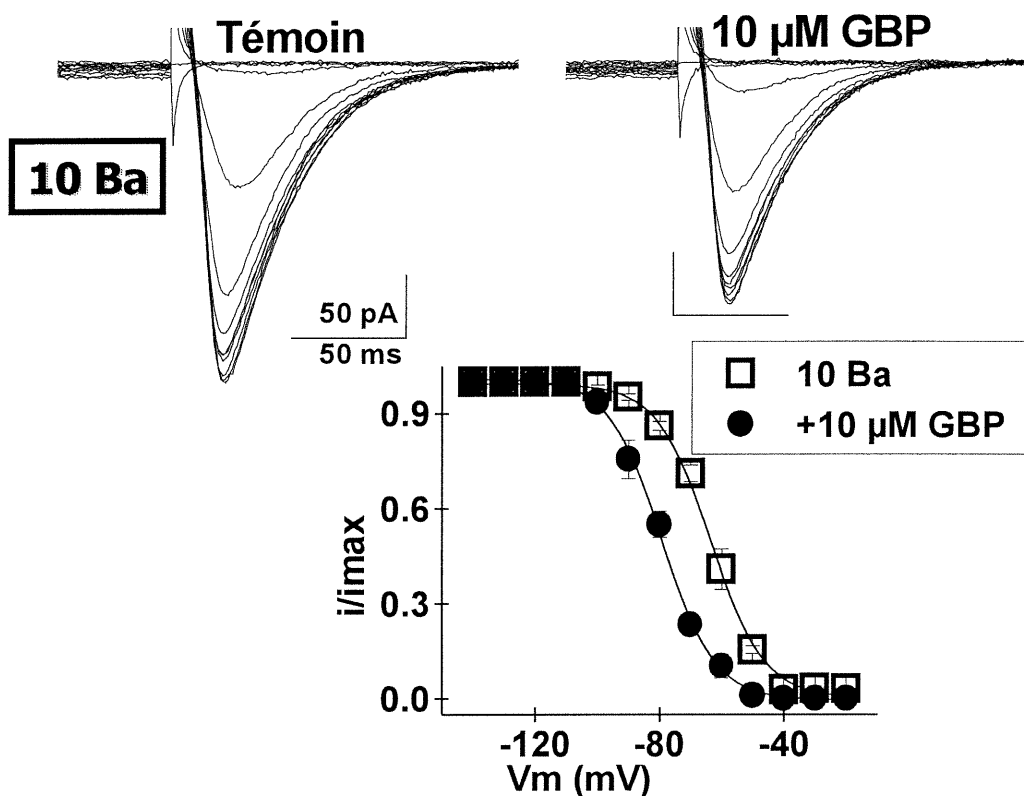 Témoin
10 µM GBP
10 Ba
50 pA
50 ms
10 Ba
+10 µM GBP
i/imax
0.9
0.6
0.3
0.0
-120 -80 -40
Vm (mV)